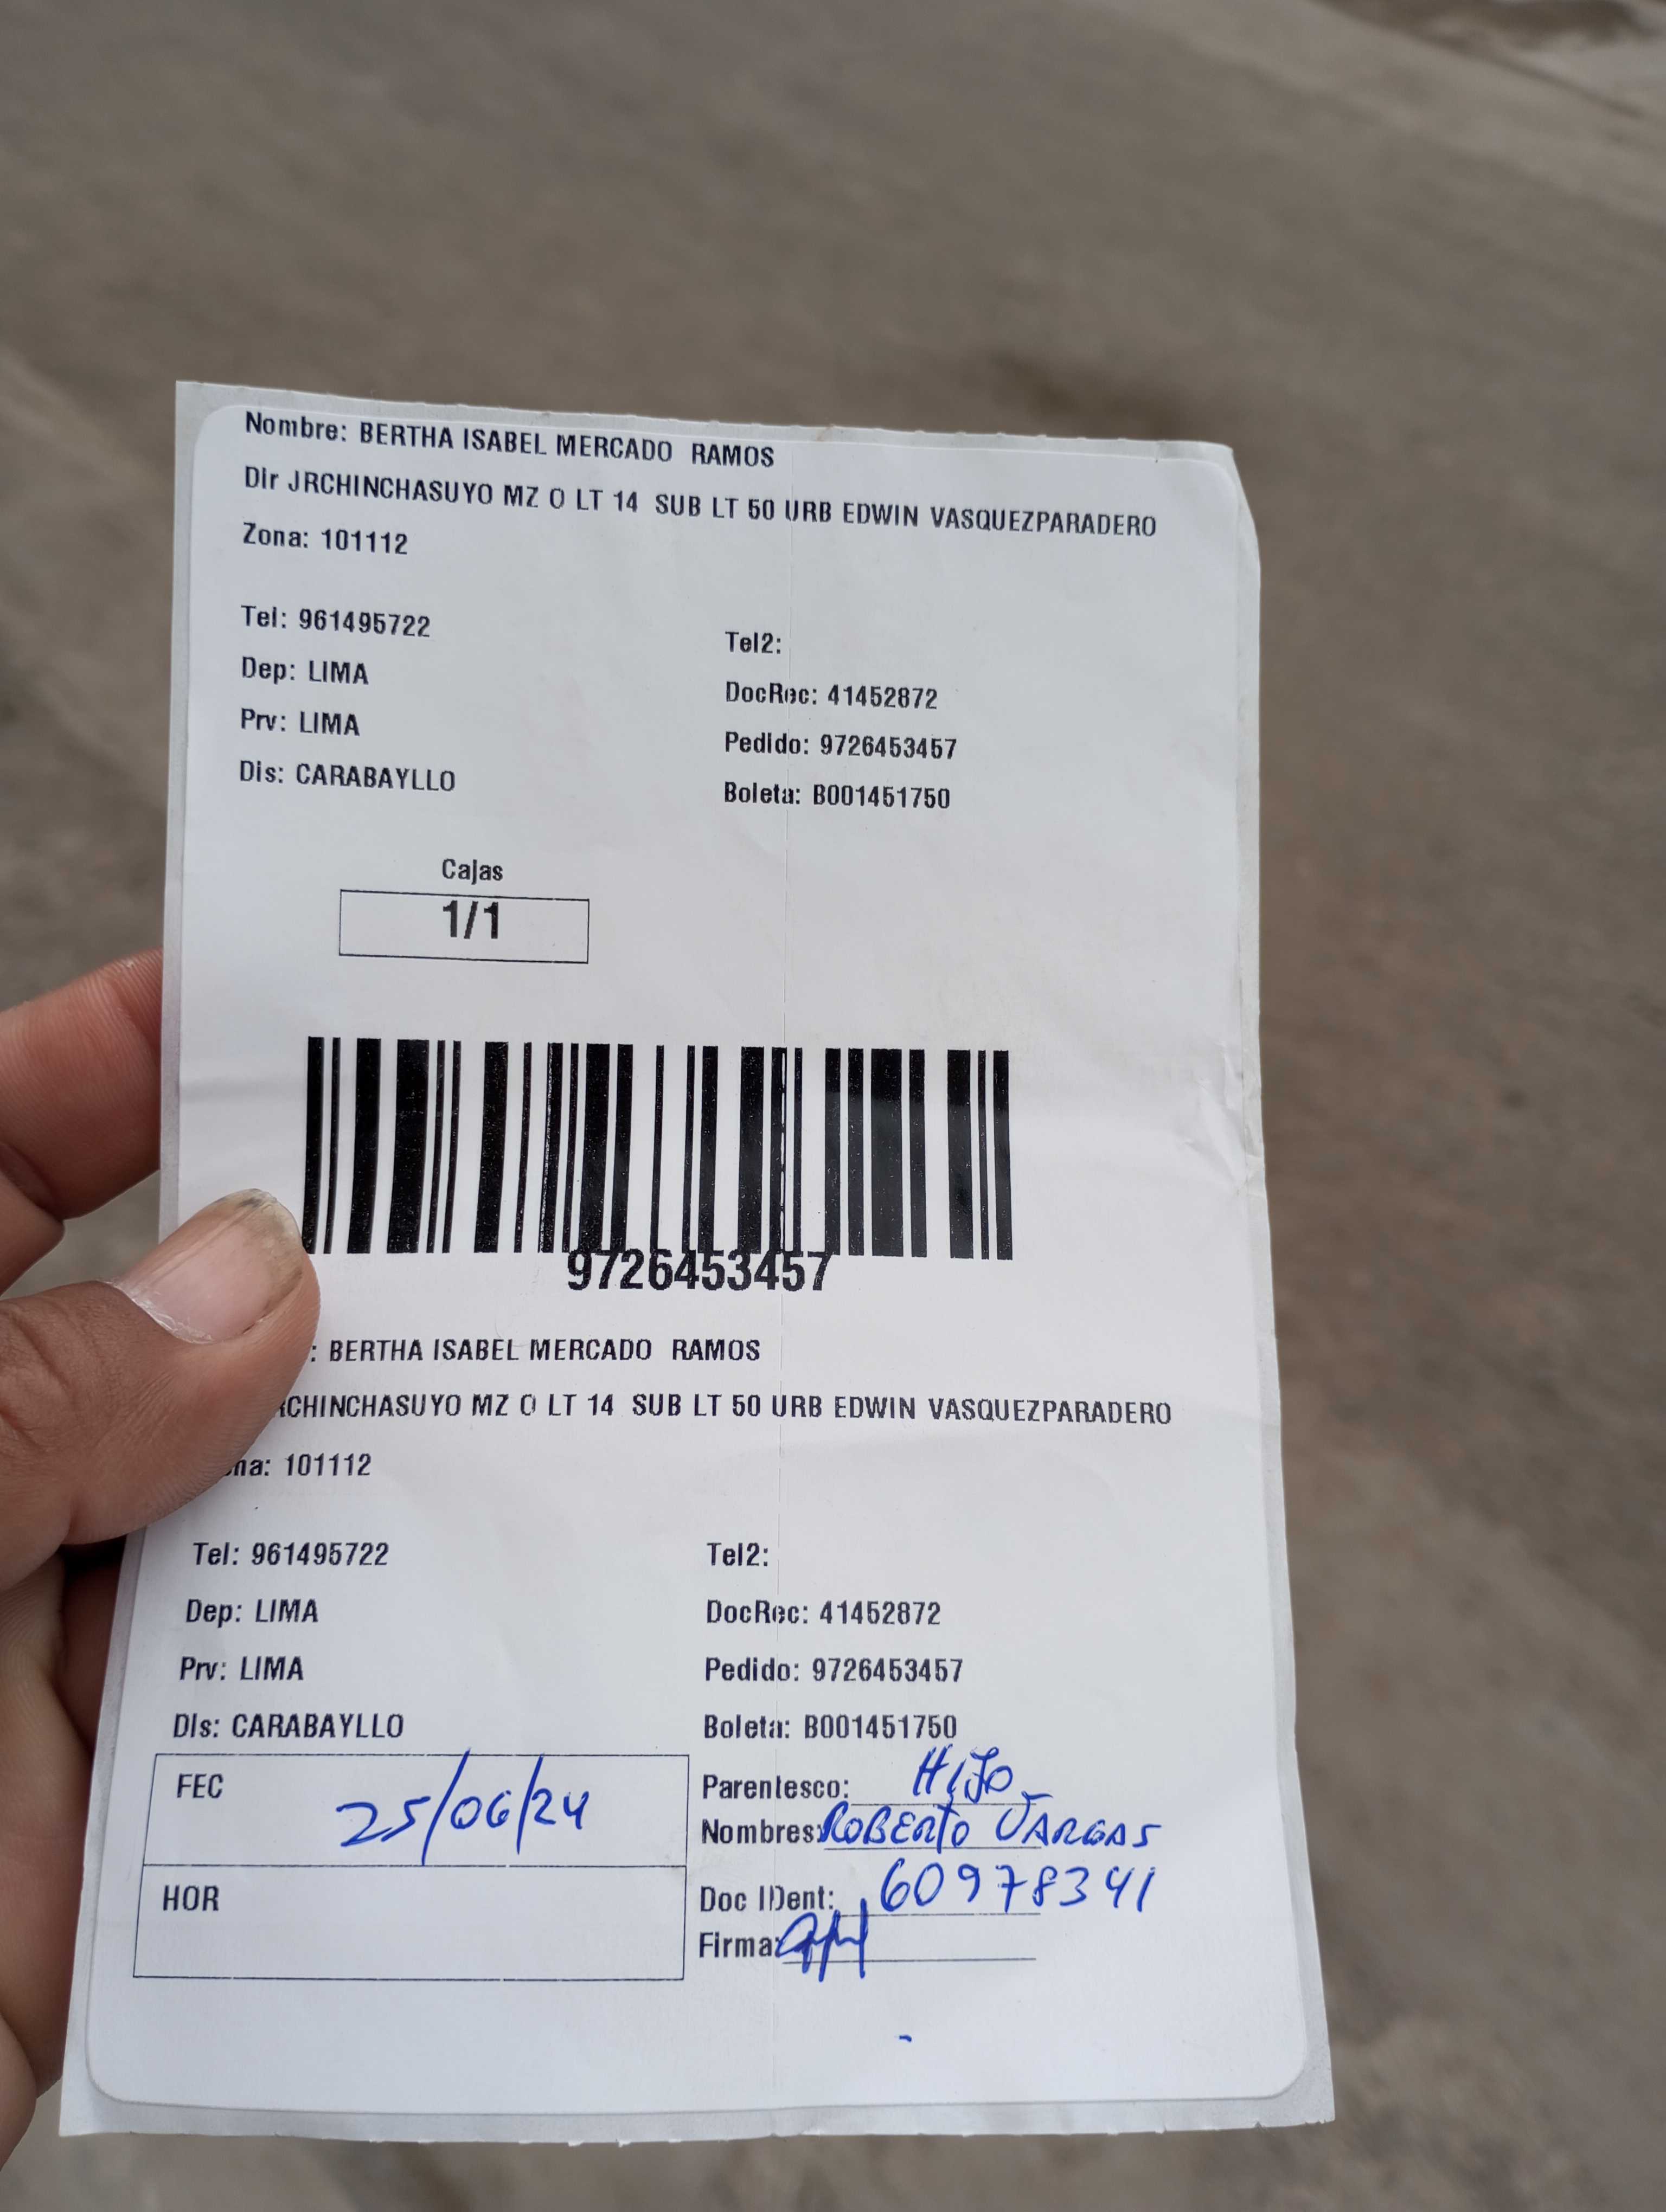 Nombre: BERTHA ISABEL MERCADO RAMOS
Dir JRCHINCHASUYO MZ O LT 14 SUB LT 50 URB EDWIN VASQUEZPARADERO
Zona: 101112
Tel: 961495722 Tel2:
Dep: LIMA DocRec: 41452872
Prv: LIMA Pedido: 9726453457
Dis: CARABAYLLO Boleta: B001451750
Cajas
1/1
9726453457
: BERTHA ISABEL MERCADO RAMOS
RCHINCHASUYO MZ O LT 14 SUB LT 50 URB EDWIN VASQUEZPARADERO
na: 101112
Tel: 961495722 Tel2:
Dep: LIMA DocRec: 41452872
Prv: LIMA Pedido: 9726453457
Dis: CARABAYLLO Boleta: B001451750
FEC 25/06/24 Parentesco: HIJO
Nombres: ROBERTO VARGAS
HOR Doc IDent: 60978341
Firma: